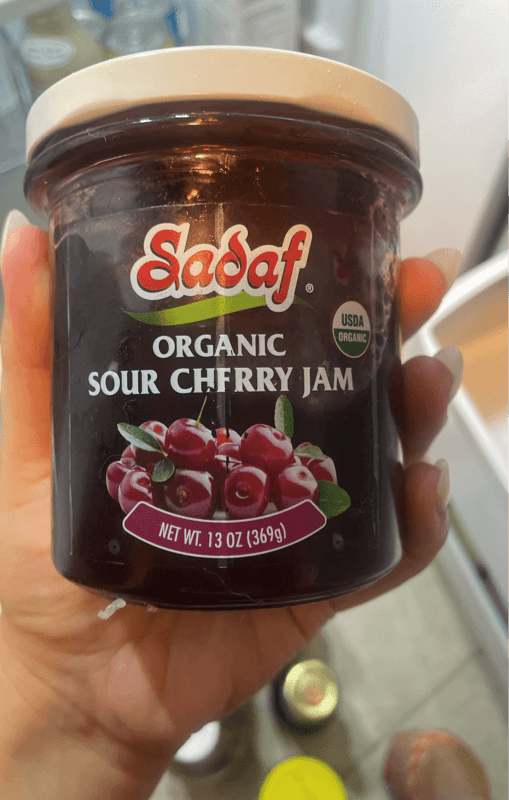 Sadaf®
USDA
ORGANIC
ORGANIC
SOUR CHFRRY JAM
NET WT. 13 OZ (369g)